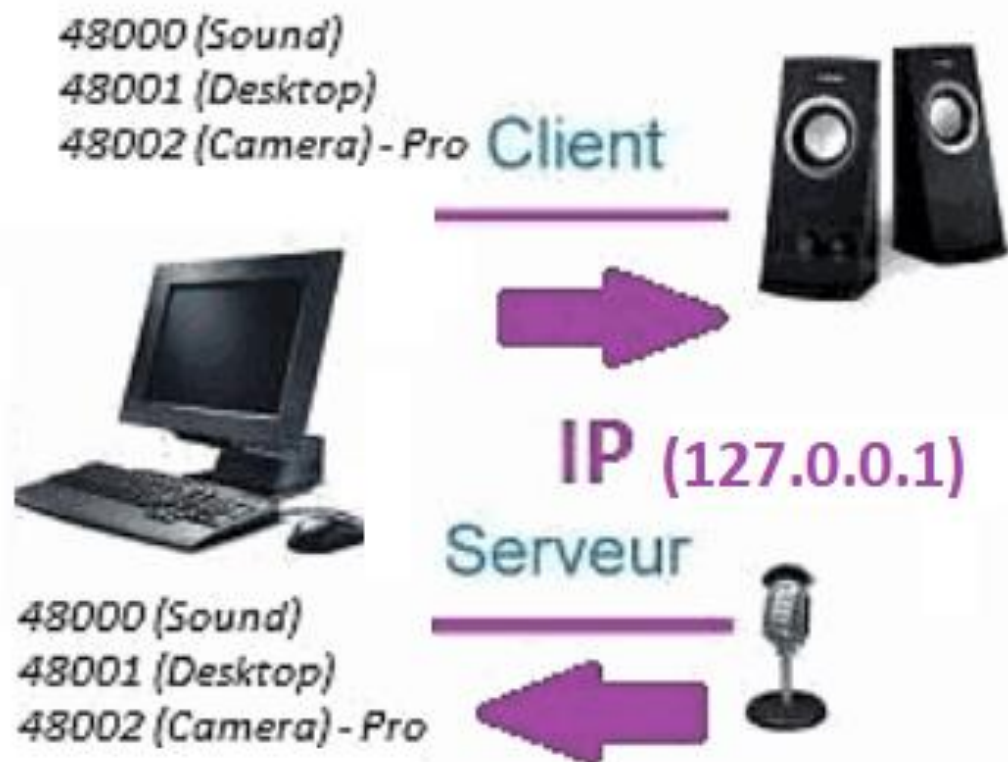 48000 (Sound)
48001 (Desktop)
48002 (Camera) - Pro
Client
IP (127.0.0.1)
Serveur
48000 (Sound)
48001 (Desktop)
48002 (Camera) - Pro